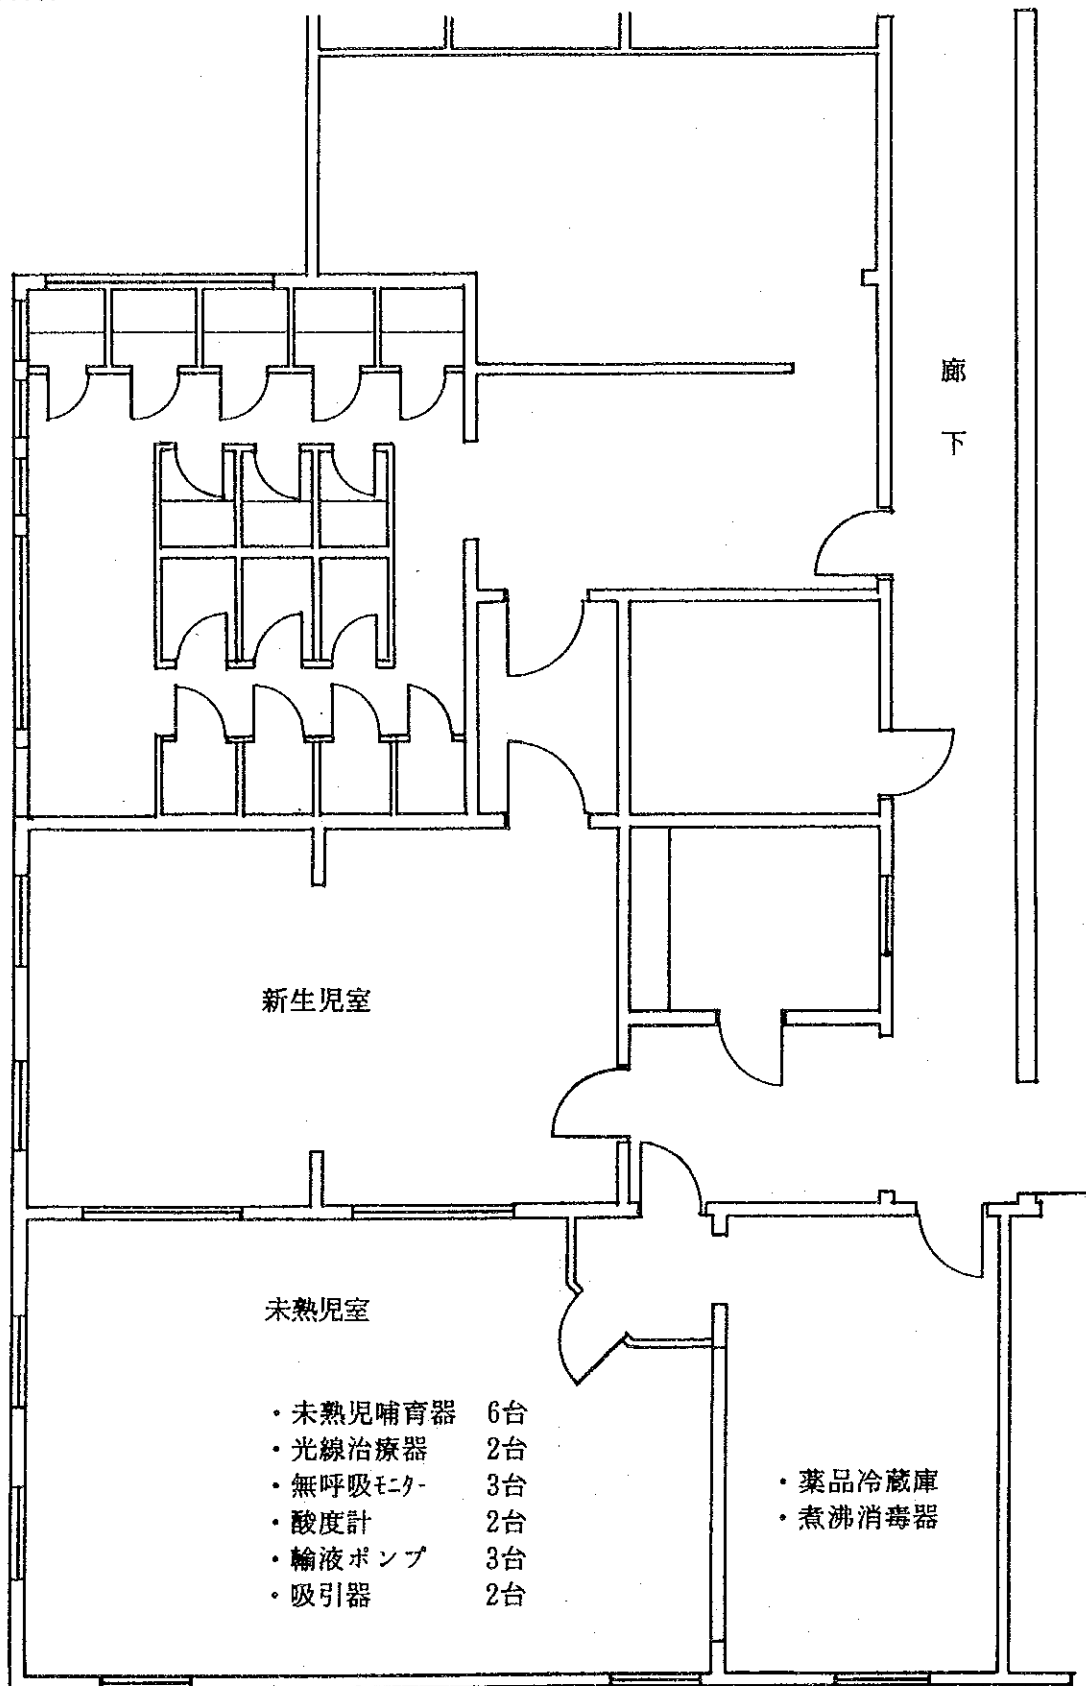 廊下
新生児室
未熟児室
・未熟児哺育器 6台
・光線治療器 2台
・無呼吸モニター 3台
・酸度計 2台
・輸液ポンプ 3台
・吸引器 2台
・薬品冷蔵庫
・煮沸消毒器